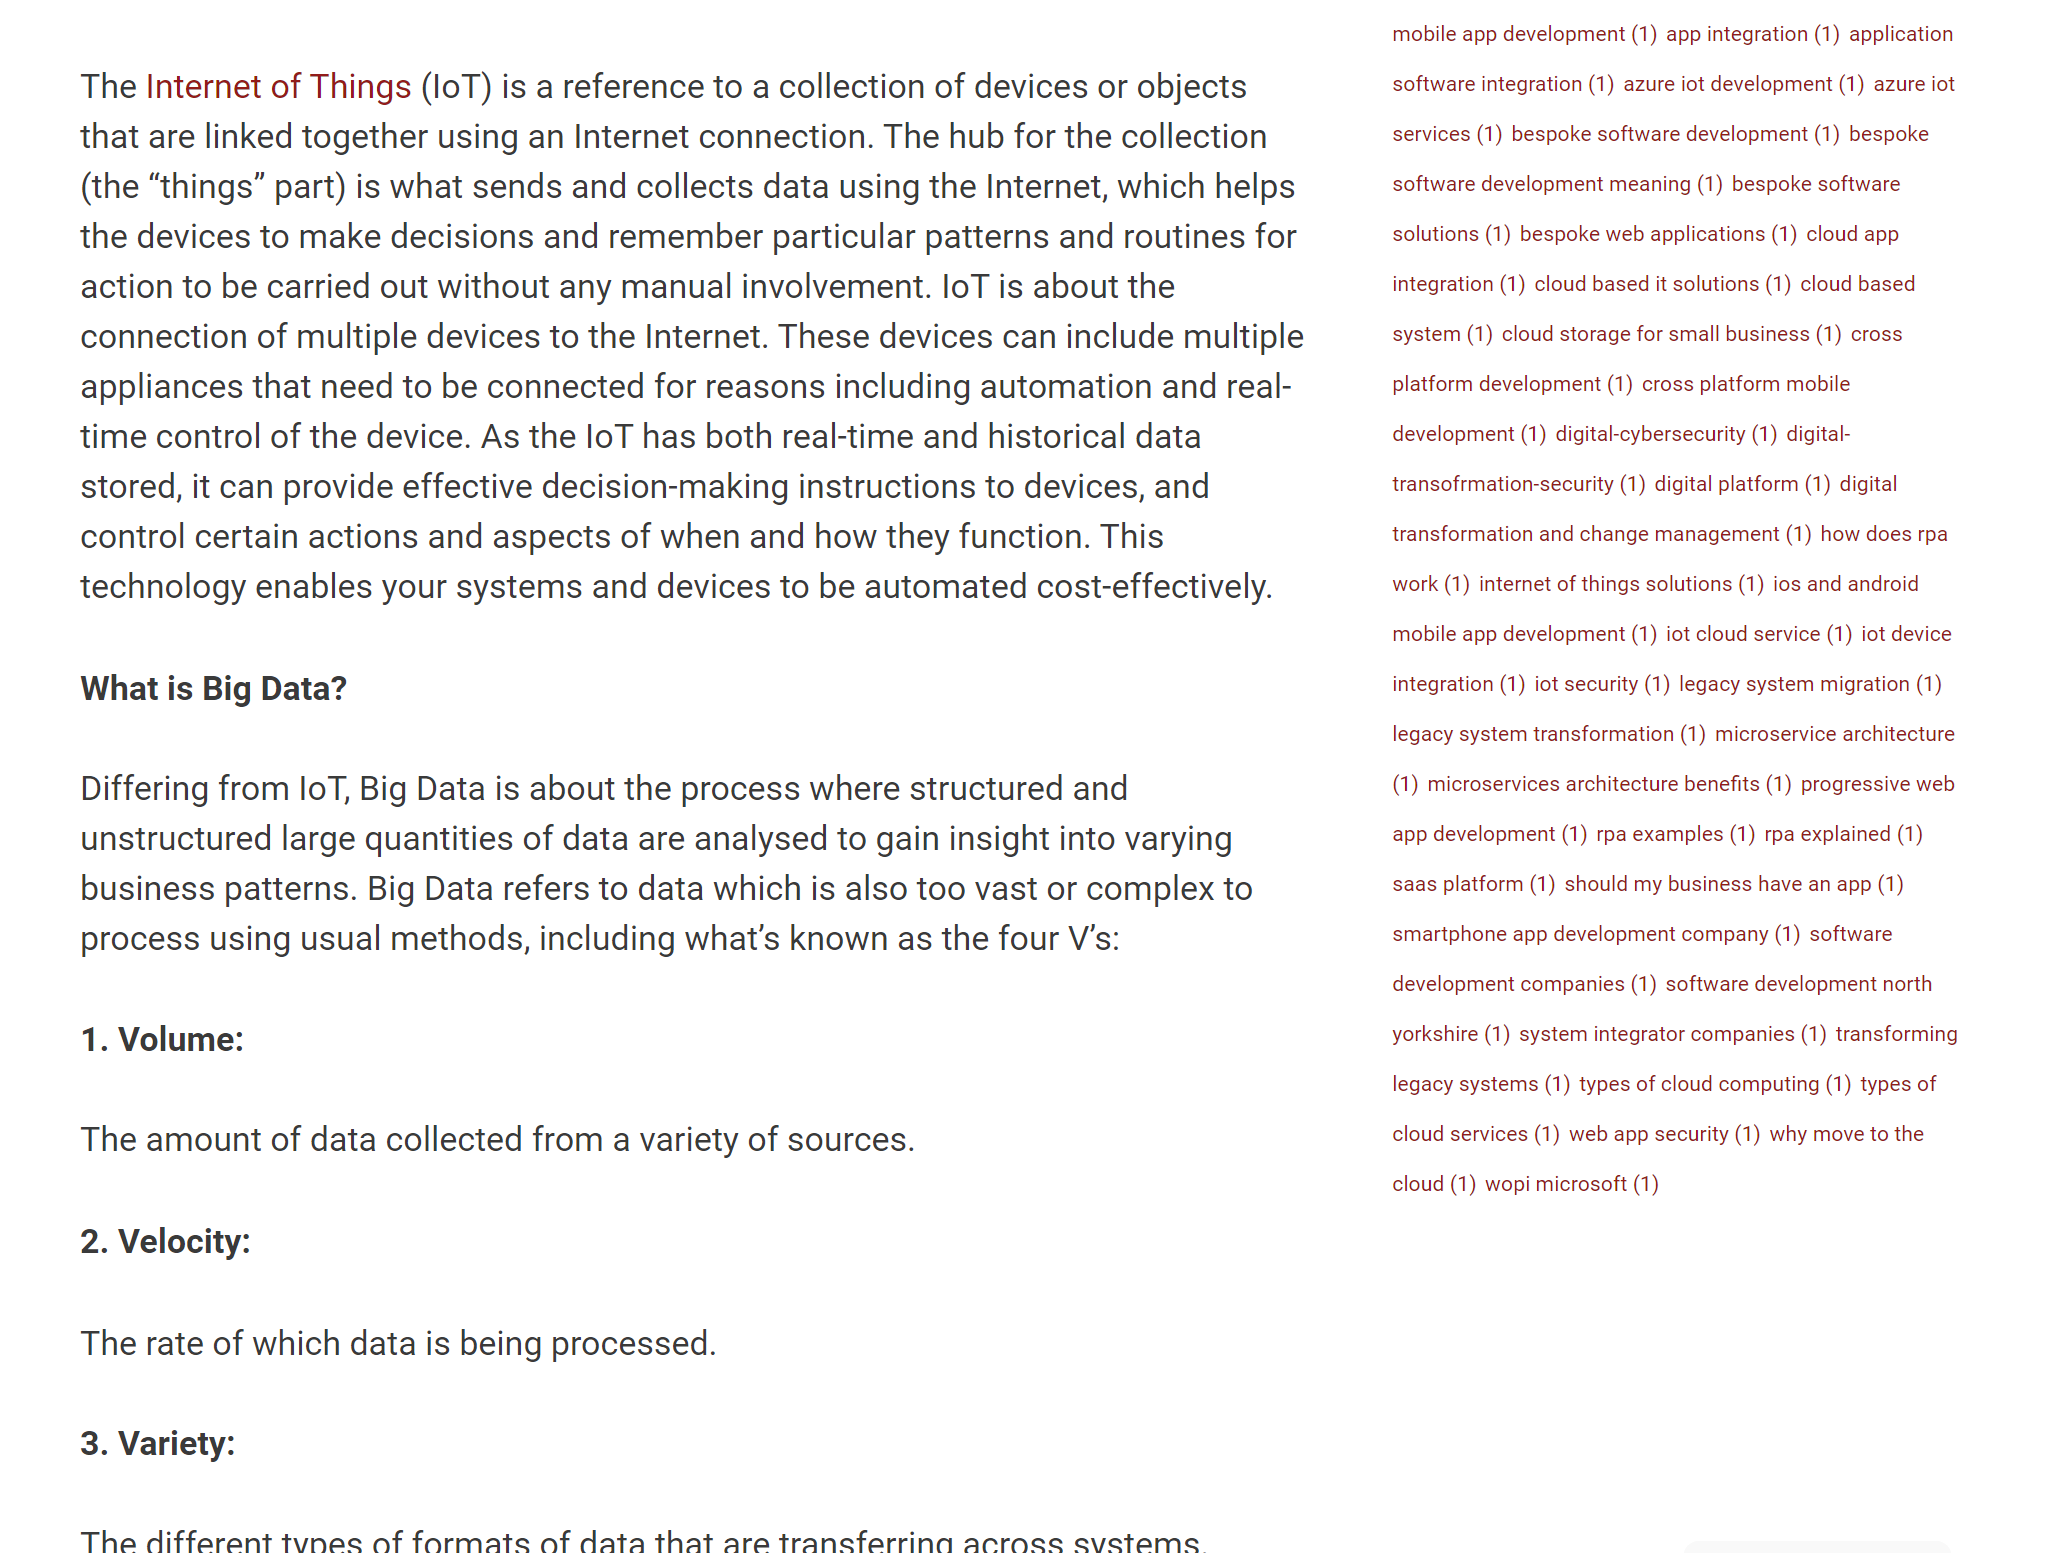 The Internet of Things (IoT) is a reference to a collection of devices or objects
that are linked together using an Internet connection. The hub for the collection
(the “things” part) is what sends and collects data using the Internet, which helps
the devices to make decisions and remember particular patterns and routines for
action to be carried out without any manual involvement. IoT is about the
connection of multiple devices to the Internet. These devices can include multiple
appliances that need to be connected for reasons including automation and real-
time control of the device. As the IoT has both real-time and historical data
stored, it can provide effective decision-making instructions to devices, and
control certain actions and aspects of when and how they function. This
technology enables your systems and devices to be automated cost-effectively.
What is Big Data?
Differing from IoT, Big Data is about the process where structured and
unstructured large quantities of data are analysed to gain insight into varying
business patterns. Big Data refers to data which is also too vast or complex to
process using usual methods, including what’s known as the four V’s:
1. Volume:
The amount of data collected from a variety of sources.
2. Velocity:
The rate of which data is being processed.
3. Variety:
The different types of formats of data that are transferring across systems.
mobile app development (1) app integration (1) application
software integration (1) azure iot development (1) azure iot
services (1) bespoke software development (1) bespoke
software development meaning (1) bespoke software
solutions (1) bespoke web applications (1) cloud app
integration (1) cloud based it solutions (1) cloud based
system (1) cloud storage for small business (1) cross
platform development (1) cross platform mobile
development (1) digital-cybersecurity (1) digital-
transofrmation-security (1) digital platform (1) digital
transformation and change management (1) how does rpa
work (1) internet of things solutions (1) ios and android
mobile app development (1) iot cloud service (1) iot device
integration (1) iot security (1) legacy system migration (1)
legacy system transformation (1) microservice architecture
(1) microservices architecture benefits (1) progressive web
app development (1) rpa examples (1) rpa explained (1)
saas platform (1) should my business have an app (1)
smartphone app development company (1) software
development companies (1) software development north
yorkshire (1) system integrator companies (1) transforming
legacy systems (1) types of cloud computing (1) types of
cloud services (1) web app security (1) why move to the
cloud (1) wopi microsoft (1)